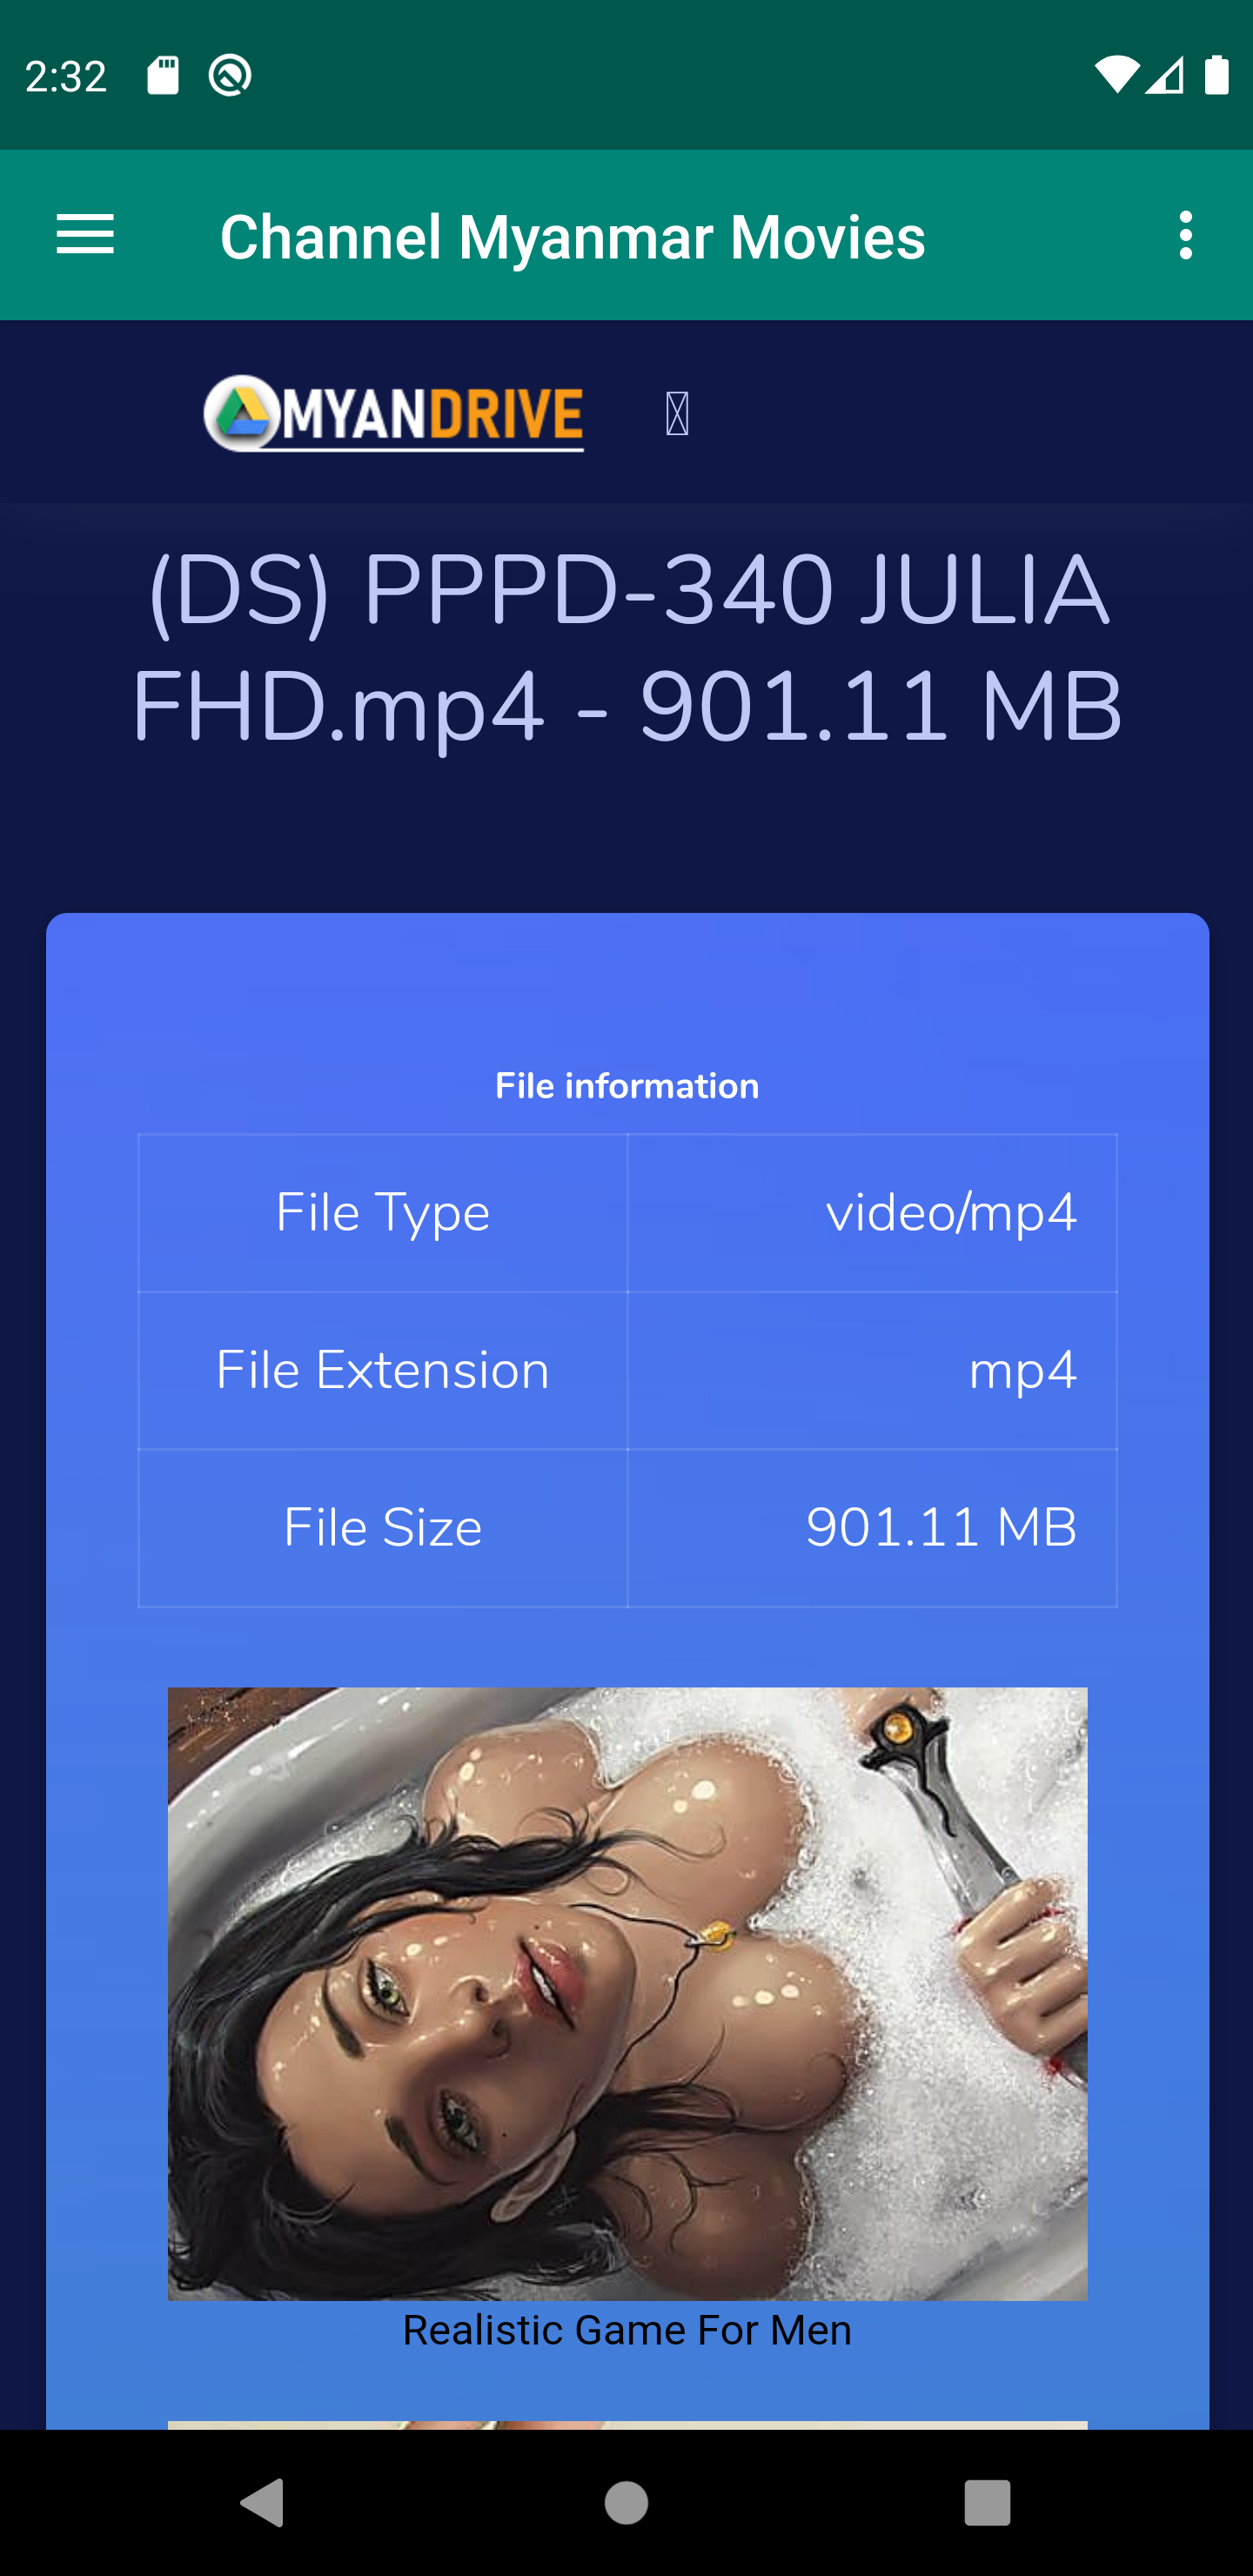 2:32
Channel Myanmar Movies
MYANDRIVE
(DS) PPPD-340 JULIA
FHD.mp4 - 901.11 MB
File information
File Type video/mp4
File Extension mp4
File Size 901.11 MB
Realistic Game For Men